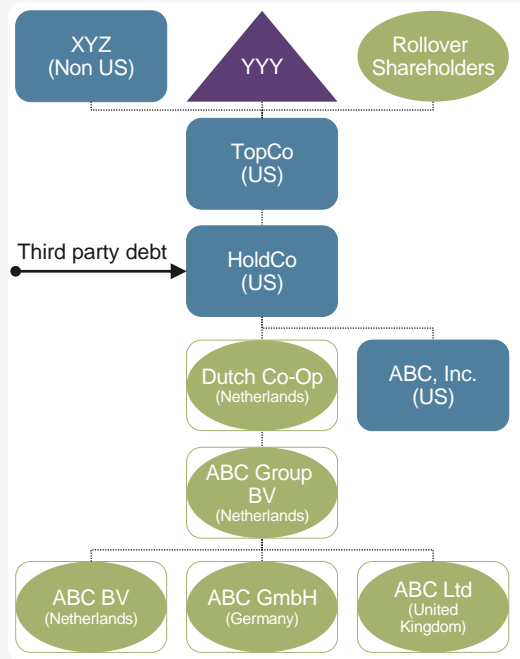 XYZ
(Non US)
YYY
Rollover
Shareholders
TopCo
(US)
Third party debt
HoldCo
(US)
Dutch Co-Op
(Netherlands)
ABC, Inc.
(US)
ABC Group
BV
(Netherlands)
ABC BV
(Netherlands)
ABC GmbH
(Germany)
ABC Ltd
(United
Kingdom)